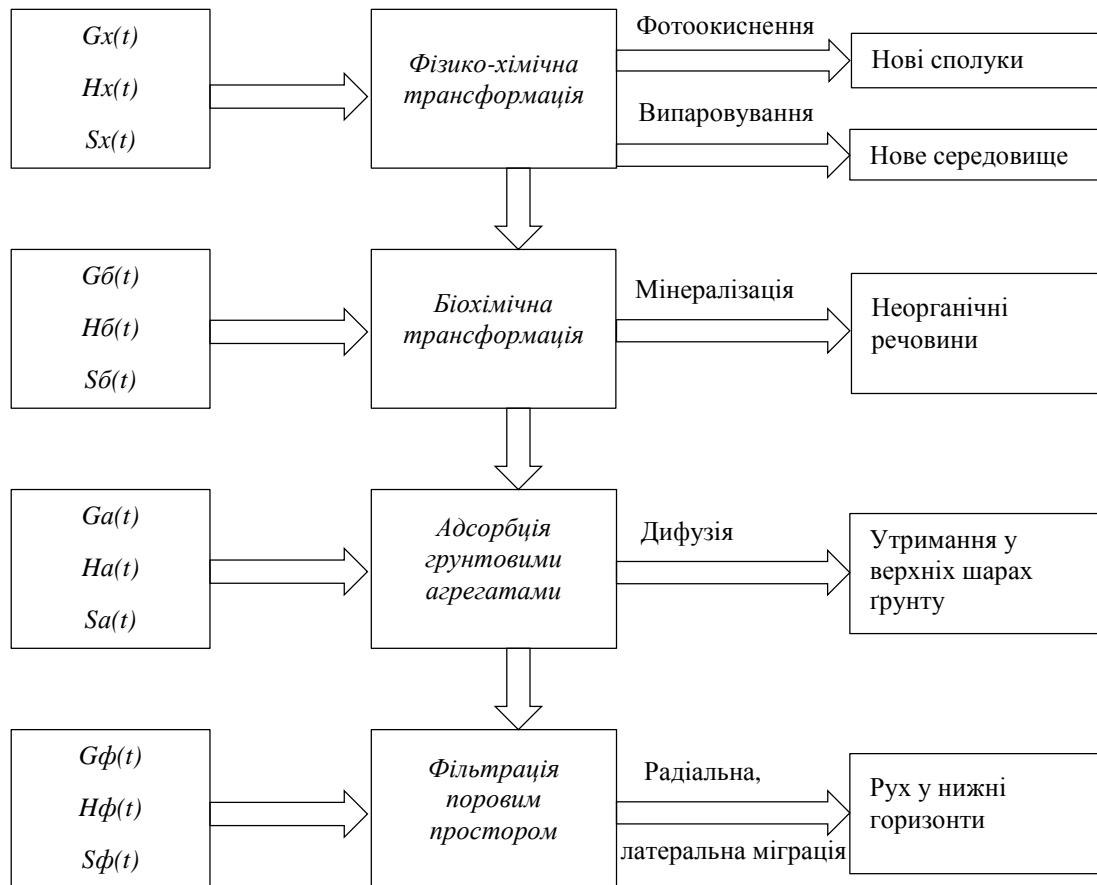 Gx(t)
Hx(t)
Sx(t)
Фізико-хімічна
трансформація
Фотоокиснення
Нові сполуки
Випаровування
Нове середовище
Gб(t)
Hб(t)
Sб(t)
Біохімічна
трансформація
Мінералізація
Неорганічні
речовини
Ga(t)
Ha(t)
Sa(t)
Адсорбція
грунтовими
агрегатами
Дифузія
Утримання у
верхніх шарах
ґрунту
Gф(t)
Hф(t)
Sф(t)
Фільтрація
поровим
простором
Радіальна,
латеральна міграція
Рух у нижні
горизонти